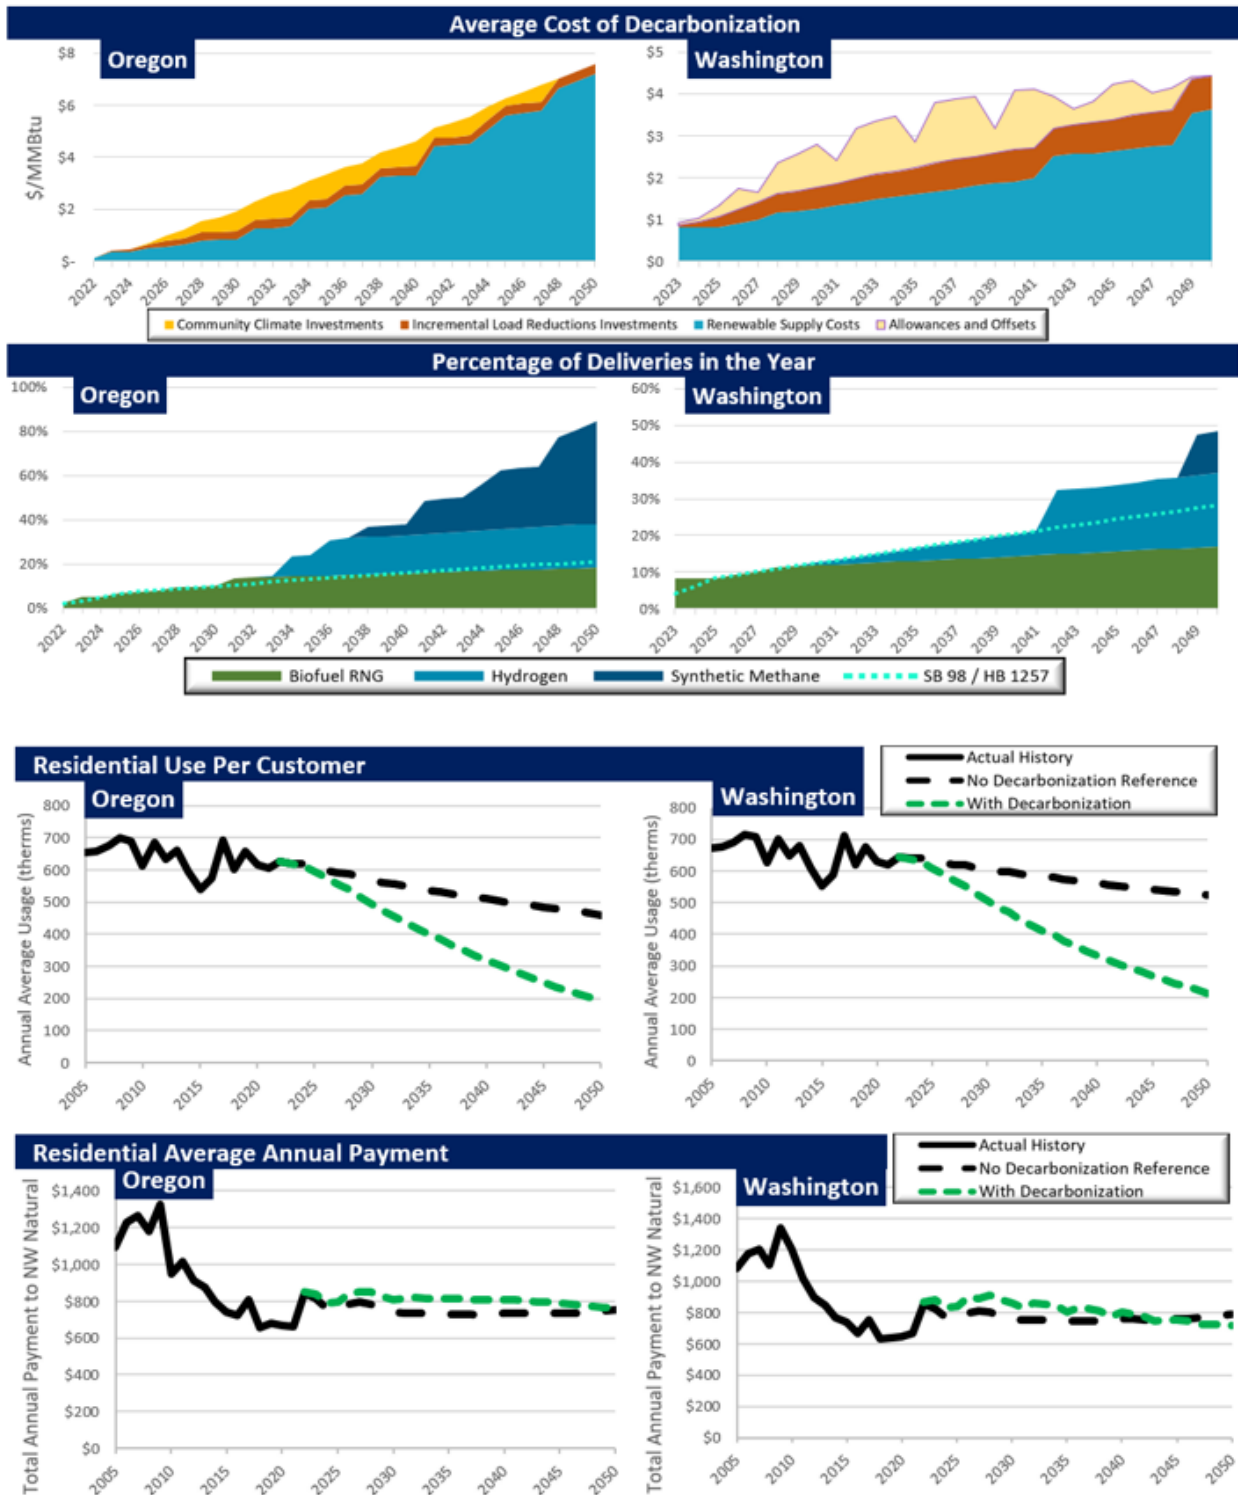 Average Cost of Decarbonization
Oregon
Washington
$/MMBtu
$8
$6
$4
$2
$-
2022 2024 2026 2028 2030 2032 2034 2036 2038 2040 2042 2044 2046 2048 2050
$5
$4
$3
$2
$1
$0
2023 2025 2027 2029 2031 2033 2035 2037 2039 2041 2043 2045 2047 2049
Community Climate Investments Incremental Load Reductions Investments Renewable Supply Costs Allowances and Offsets
Percentage of Deliveries in the Year
Oregon
Washington
100%
80%
60%
40%
20%
0%
2022 2024 2026 2028 2030 2032 2034 2036 2038 2040 2042 2044 2046 2048 2050
60%
50%
40%
30%
20%
10%
0%
2023 2025 2027 2029 2031 2033 2035 2037 2039 2041 2043 2045 2047 2049
Biofuel RNG Hydrogen Synthetic Methane SB 98 / HB 1257
Residential Use Per Customer
Actual History
No Decarbonization Reference
With Decarbonization
Oregon
Washington
Annual Average Usage (therms)
800
700
600
500
400
300
200
100
0
2005 2010 2015 2020 2025 2030 2035 2040 2045 2050
Annual Average Usage (therms)
800
700
600
500
400
300
200
100
0
2005 2010 2015 2020 2025 2030 2035 2040 2045 2050
Residential Average Annual Payment
Actual History
No Decarbonization Reference
With Decarbonization
Oregon
Washington
Total Annual Payment to NW Natural
$1,400
$1,200
$1,000
$800
$600
$400
$200
$0
2005 2010 2015 2020 2025 2030 2035 2040 2045 2050
Total Annual Payment to NW Natural
$1,600
$1,400
$1,200
$1,000
$800
$600
$400
$200
$0
2005 2010 2015 2020 2025 2030 2035 2040 2045 2050